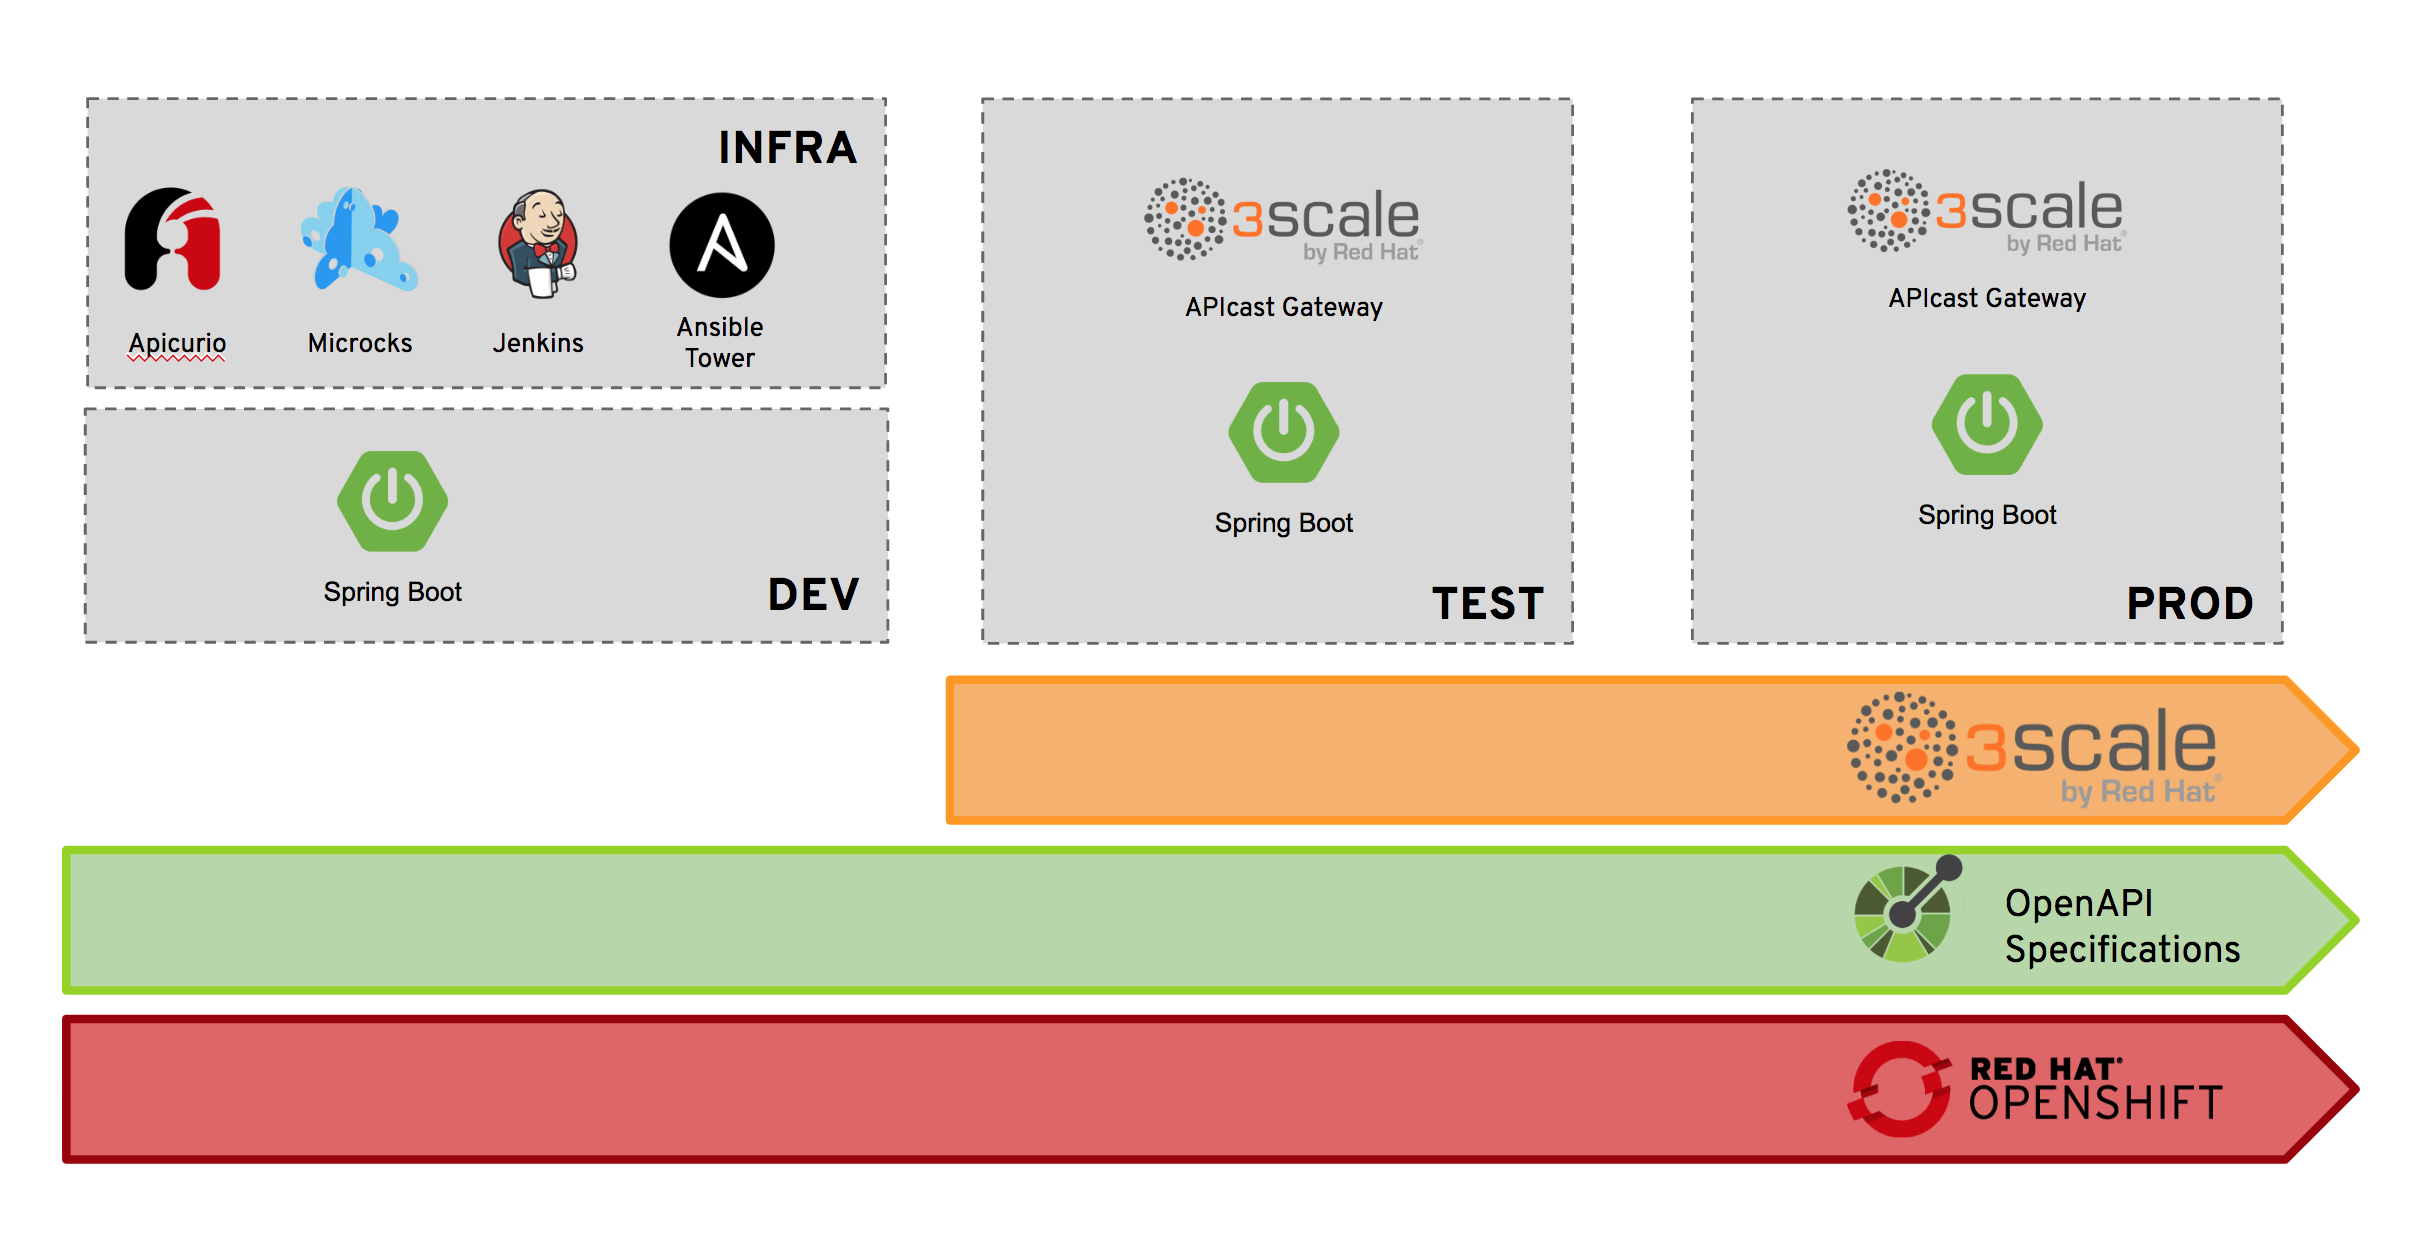 INFRA
Apicurio
Microcks
Jenkins
Ansible
Tower
Spring Boot
DEV
3scale
by Red Hat®
APIcast Gateway
Spring Boot
TEST
3scale
by Red Hat®
APIcast Gateway
Spring Boot
PROD
3scale
by Red Hat®
OpenAPI
Specifications
RED HAT®
OPENSHIFT